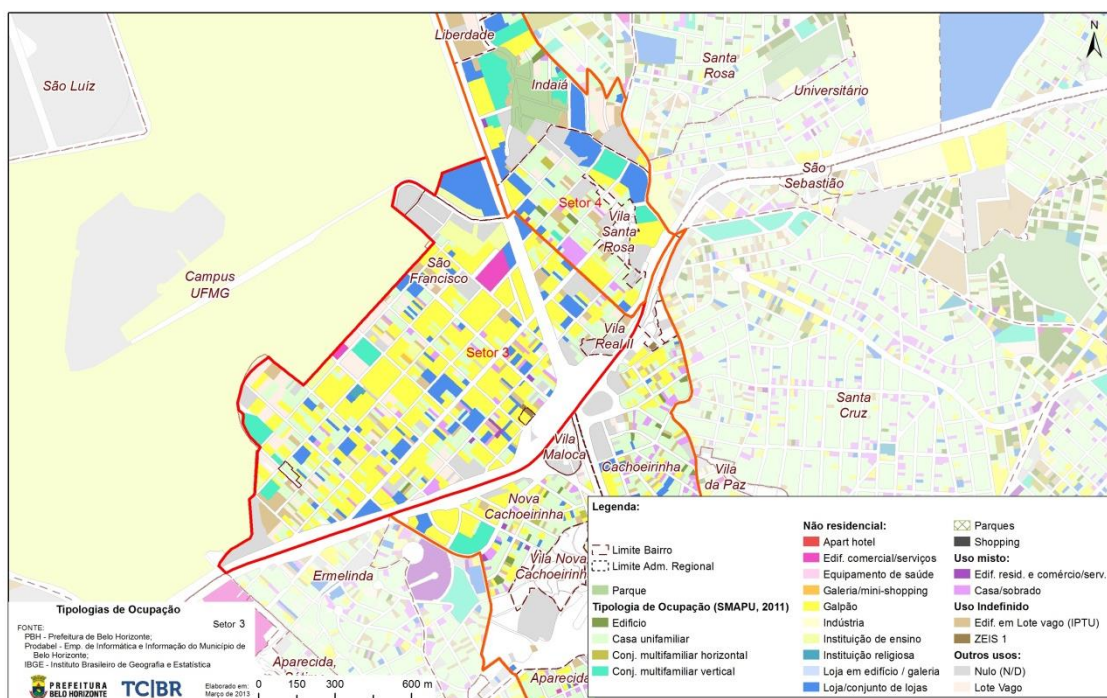 Liberdade
São Luiz
Indaiá
Santa
Rosa
Universitário
N
São
Sebastião
Setor 4
Vila
Santa
Rosa
São
Francisco
Campus
UFMG
Setor 3
Vila
Real II
Santa
Cruz
Vila
Maloca
Cachoeirinha
Vila
da Paz
Nova
Cachoeirinha
Vila Nova
Cachoeirinh
Ermelinda
Aparecida,
Aparecida
Tipologias de Ocupação
Setor 3
FONTE:
PBH - Prefeitura de Belo Horizonte;
Prodabel - Emp. de Informática e Informação do Município de
Belo Horizonte;
IBGE - Instituto Brasileiro de Geografia e Estatística
PREFEITURA
BELO HORIZONTE
TC|BR
Elaborado em:
Março de 2013
0 150 300 600 m
Legenda:
Limite Bairro
Limite Adm. Regional
Parque
Tipologia de Ocupação (SMAPU, 2011)
Edifício
Casa unifamiliar
Conj. multifamiliar horizontal
Conj. multifamiliar vertical
Não residencial:
Apart hotel
Edif. comercial/serviços
Equipamento de saúde
Galeria/mini-shopping
Galpão
Indústria
Instituição de ensino
Instituição religiosa
Loja em edifício / galeria
Loja/conjunto de lojas
Parques
Shopping
Uso misto:
Edif. resid. e comércio/serv.
Casa/sobrado
Uso Indefinido
Edif. em Lote vago (IPTU)
ZEIS 1
Outros usos:
Nulo (N/D)
Lote Vago